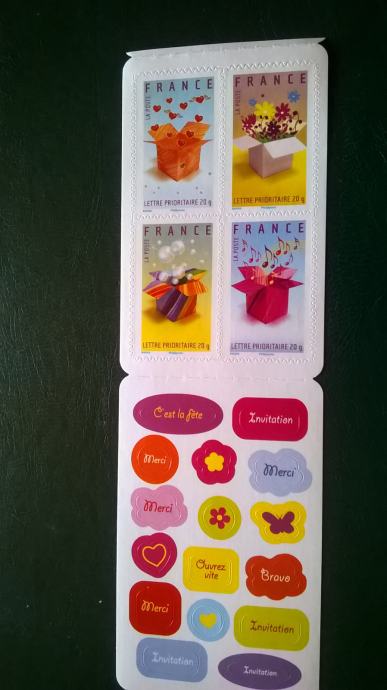 FRANCE
LA POSTE
LETTRE PRIORITAIRE 20 g
FRANCE
LA POSTE
LETTRE PRIORITAIRE 20 g
FRANCE
LA POSTE
LETTRE PRIORITAIRE 20 g
FRANCE
LA POSTE
LETTRE PRIORITAIRE 20 g
C'est la fête
Invitation
Merci
Merci
Merci
Ouvrez
vite
Bravo
Merci
Invitation
Invitation
Invitation